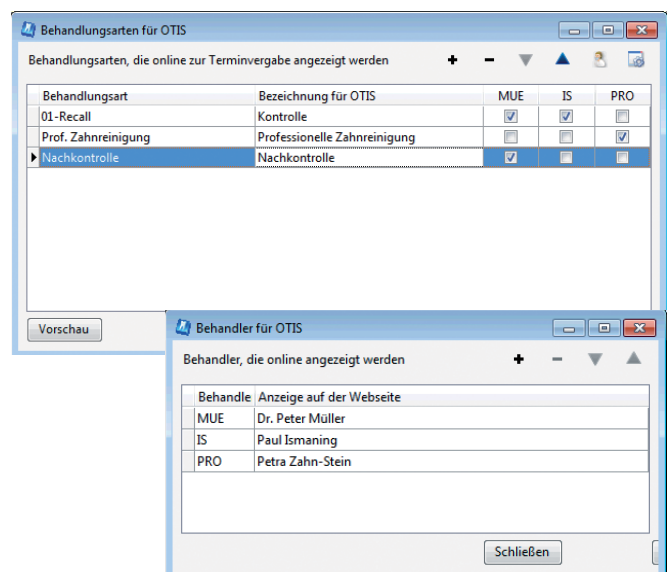 Behandlungsarten für OTIS
Behandlungsarten, die online zur Terminvergabe angezeigt werden
Behandlungsart Bezeichnung für OTIS MUE IS PRO
01-Recall Kontrolle
Prof. Zahnreinigung Professionelle Zahnreinigung
Nachkontrolle Nachkontrolle
Vorschau
Behandler für OTIS
Behandler, die online angezeigt werden
Behandle Anzeige auf der Webseite
MUE Dr. Peter Müller
IS Paul Ismaning
PRO Petra Zahn-Stein
Schließen